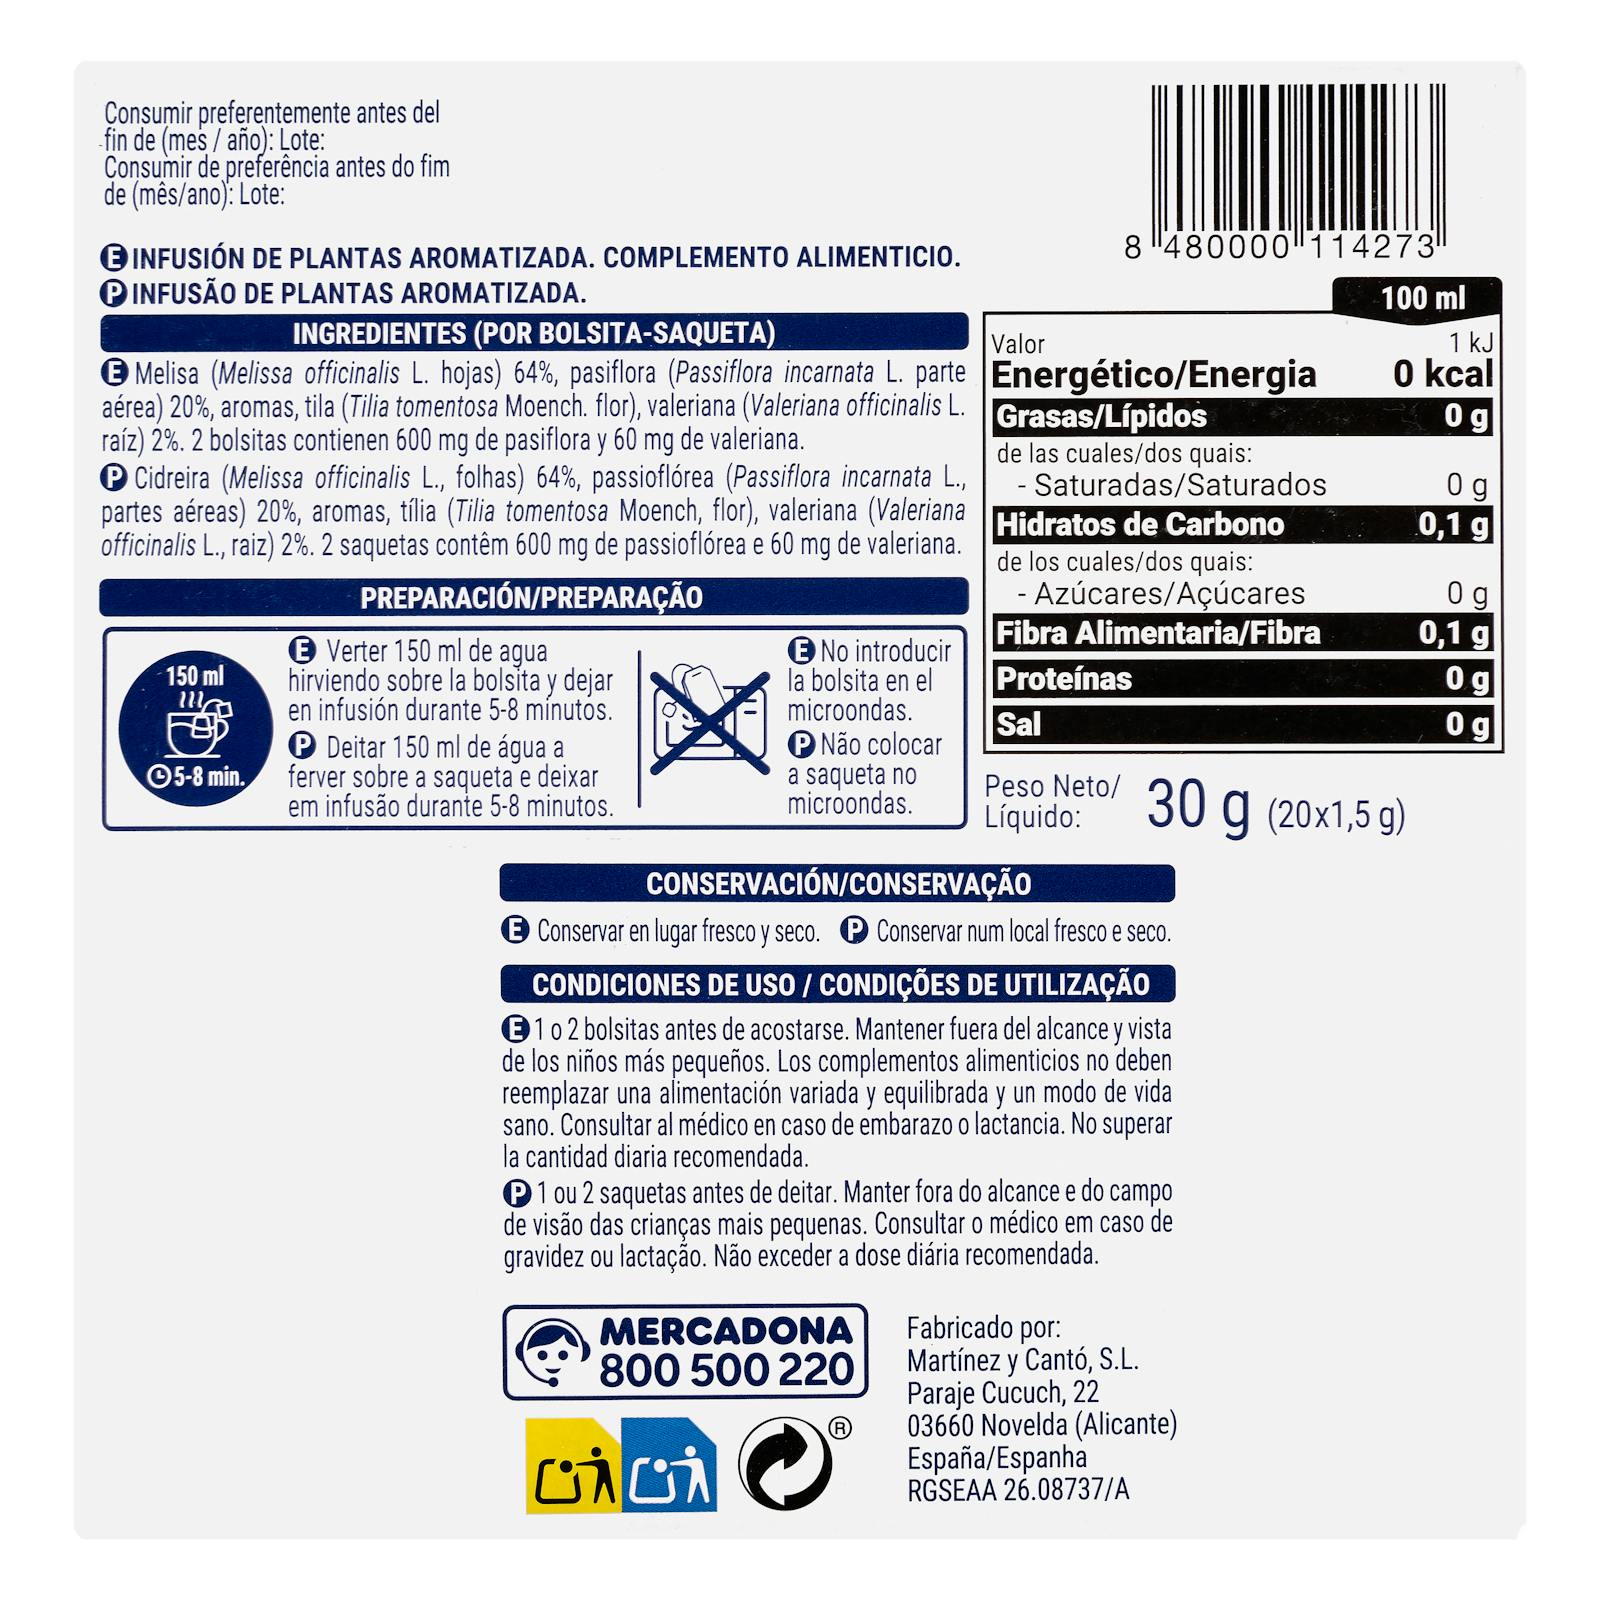 Consumir preferentemente antes del
fin de (mes / año): Lote:
Consumir de preferência antes do fim
de (mês/ano): Lote:
8 480000 114273
E INFUSIÓN DE PLANTAS AROMATIZADA. COMPLEMENTO ALIMENTICIO.
P INFUSÃO DE PLANTAS AROMATIZADA.
INGREDIENTES (POR BOLSITA-SAQUETA)
E Melisa (Melissa officinalis L. hojas) 64%, pasiflora (Passiflora incarnata L. parte
aérea) 20%, aromas, tila (Tilia tomentosa Moench. flor), valeriana (Valeriana officinalis L.
raíz) 2%. 2 bolsitas contienen 600 mg de pasiflora y 60 mg de valeriana.
P Cidreira (Melissa officinalis L., folhas) 64%, passioflórea (Passiflora incarnata L.,
partes aéreas) 20%, aromas, tília (Tilia tomentosa Moench, flor), valeriana (Valeriana
officinalis L., raiz) 2%. 2 saquetas contêm 600 mg de passioflórea e 60 mg de valeriana.
PREPARACIÓN/PREPARAÇÃO
150 ml
5-8 min.
E Verter 150 ml de agua
hirviendo sobre la bolsita y dejar
en infusión durante 5-8 minutos.
P Deitar 150 ml de água a
ferver sobre a saqueta e deixar
em infusão durante 5-8 minutos.
E No introducir
la bolsita en el
microondas.
P Não colocar
a saqueta no
microondas.
100 ml
Valor 1 kJ
Energético/Energia 0 kcal
Grasas/Lípidos 0 g
de las cuales/dos quais:
- Saturadas/Saturados 0 g
Hidratos de Carbono 0,1 g
de los cuales/dos quais:
- Azúcares/Açúcares 0 g
Fibra Alimentaria/Fibra 0,1 g
Proteínas 0 g
Sal 0 g
Peso Neto/
Líquido: 30 g (20x1,5 g)
CONSERVACIÓN/CONSERVAÇÃO
E Conservar en lugar fresco y seco. P Conservar num local fresco e seco.
CONDICIONES DE USO / CONDIÇÕES DE UTILIZAÇÃO
E 1 o 2 bolsitas antes de acostarse. Mantener fuera del alcance y vista
de los niños más pequeños. Los complementos alimenticios no deben
reemplazar una alimentación variada y equilibrada y un modo de vida
sano. Consultar al médico en caso de embarazo o lactancia. No superar
la cantidad diaria recomendada.
P 1 ou 2 saquetas antes de deitar. Manter fora do alcance e do campo
de visão das crianças mais pequenas. Consultar o médico em caso de
gravidez ou lactação. Não exceder a dose diária recomendada.
MERCADONA
800 500 220
®
Fabricado por:
Martínez y Cantó, S.L.
Paraje Cucuch, 22
03660 Novelda (Alicante)
España/Espanha
RGSEAA 26.08737/A